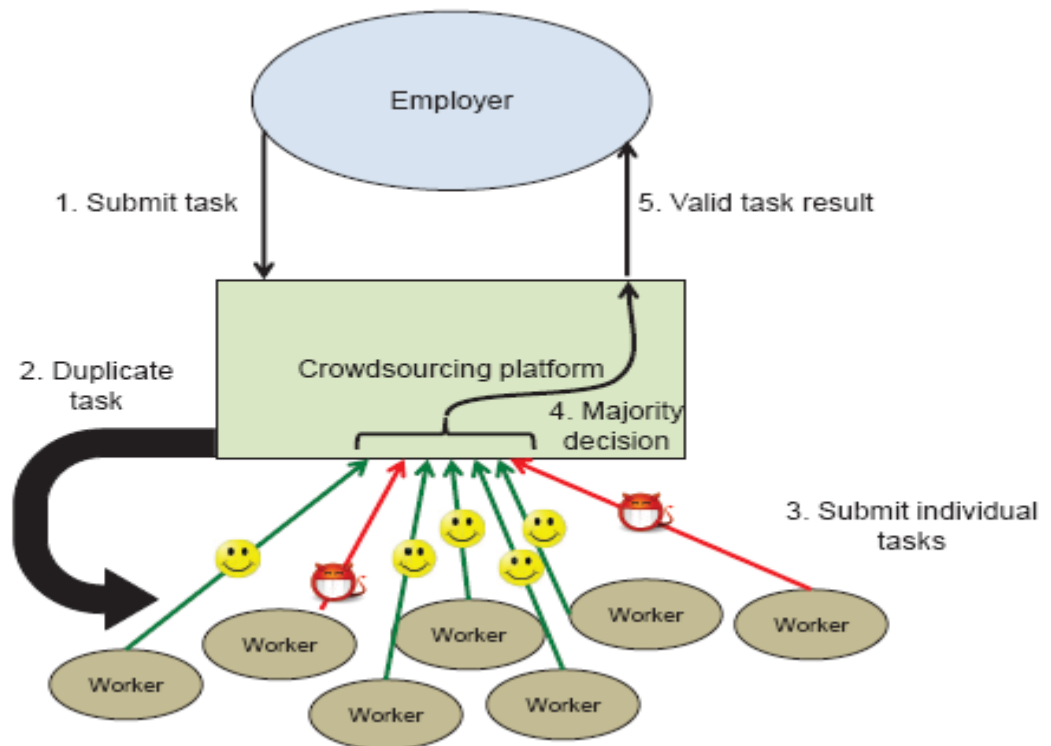 Employer
1. Submit task
5. Valid task result
2. Duplicate
task
Crowdsourcing platform
4. Majority
decision
3. Submit individual
tasks
Worker
Worker
Worker
Worker
Worker
Worker
Worker